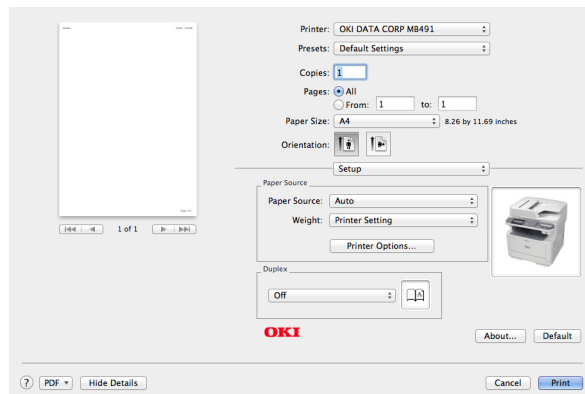 Printer: OKI DATA CORP MB491
Presets: Default Settings
Copies: 1
Pages: All
From: 1 to: 1
Paper Size: A4 8.26 by 11.69 inches
Orientation:
Setup
Paper Source
Paper Source: Auto
Weight: Printer Setting
Printer Options...
1 of 1
Duplex
Off
OKI
About... Default
? PDF Hide Details Cancel Print